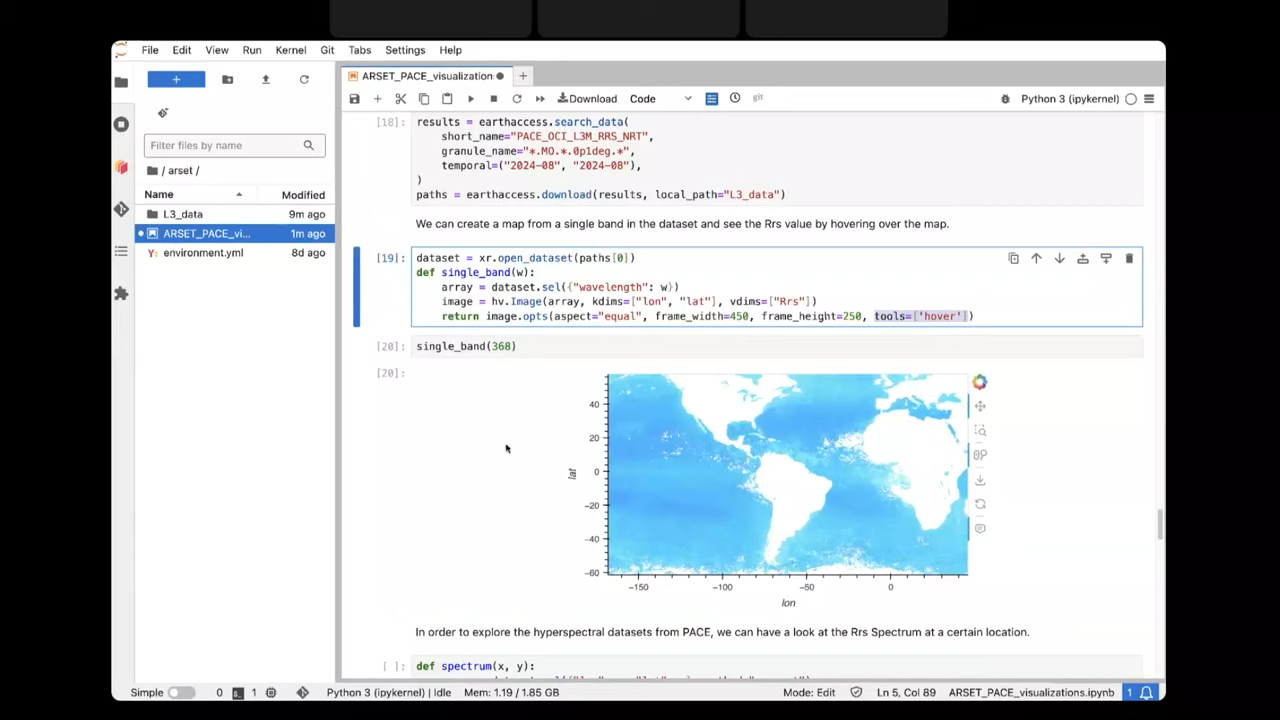 File Edit View Run Kernel Git Tabs Settings Help
ARSET_PACE_visualization
Download Code git Python 3 (ipykernel)
Filter files by name
/ arset /
Name Modified
L3_data 9m ago
ARSET_PACE_vi... 1m ago
environment.yml 8d ago
[18]: results = earthaccess.search_data(
short_name="PACE_OCI_L3M_RRS_NRT",
granule_name="*.MO.*.0p1deg.*",
temporal=("2024-08", "2024-08"),
)
paths = earthaccess.download(results, local_path="L3_data")
We can create a map from a single band in the dataset and see the Rrs value by hovering over the map.
[19]: dataset = xr.open_dataset(paths[0])
def single_band(w):
array = dataset.sel({"wavelength": w})
image = hv.Image(array, kdims=["lon", "lat"], vdims=["Rrs"])
return image.opts(aspect="equal", frame_width=450, frame_height=250, tools=['hover'])
[20]: single_band(368)
[20]:
40
20
0
−20
−40
−60
lat
−150 −100 −50 0
lon
In order to explore the hyperspectral datasets from PACE, we can have a look at the Rrs Spectrum at a certain location.
[ ]: def spectrum(x, y):
Simple 0 1 Python 3 (ipykernel) | Idle Mem: 1.19 / 1.85 GB Mode: Edit Ln 5, Col 89 ARSET_PACE_visualizations.ipynb 1